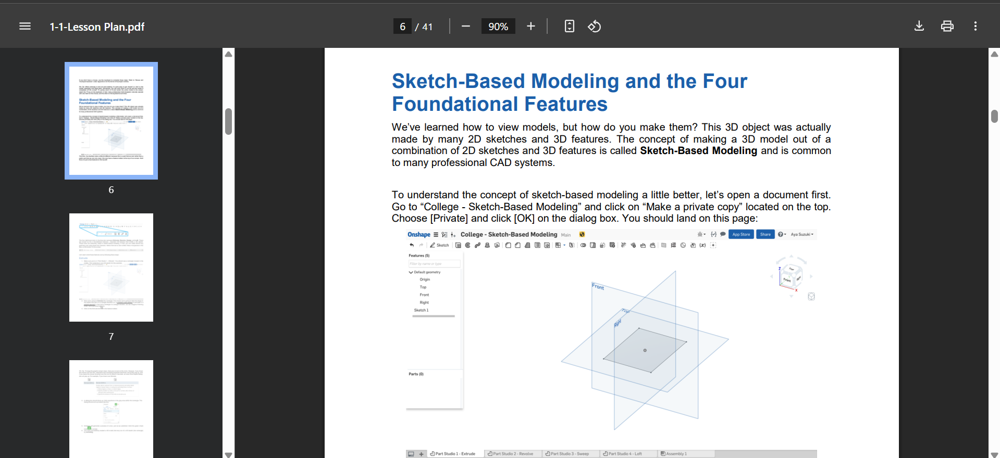 1-1-Lesson Plan.pdf
6 / 41
90%
6
7
Sketch-Based Modeling and the Four
Foundational Features
We’ve learned how to view models, but how do you make them? This 3D object was actually
made by many 2D sketches and 3D features. The concept of making a 3D model out of a
combination of 2D sketches and 3D features is called Sketch-Based Modeling and is common
to many professional CAD systems.
To understand the concept of sketch-based modeling a little better, let’s open a document first.
Go to “College - Sketch-Based Modeling” and click on “Make a private copy” located on the top.
Choose [Private] and click [OK] on the dialog box. You should land on this page:
Onshape College - Sketch-Based Modeling Main App Store Share Aya Suzuki
Sketch (x)
Features (5)
Filter by name or type
Default geometry
Origin
Top
Front
Right
Sketch 1
Parts (0)
Front
Top
Right
Top
Front
Right
Z
X
Part Studio 1 - Extrude Part Studio 2 - Revolve Part Studio 3 - Sweep Part Studio 4 - Loft Assembly 1